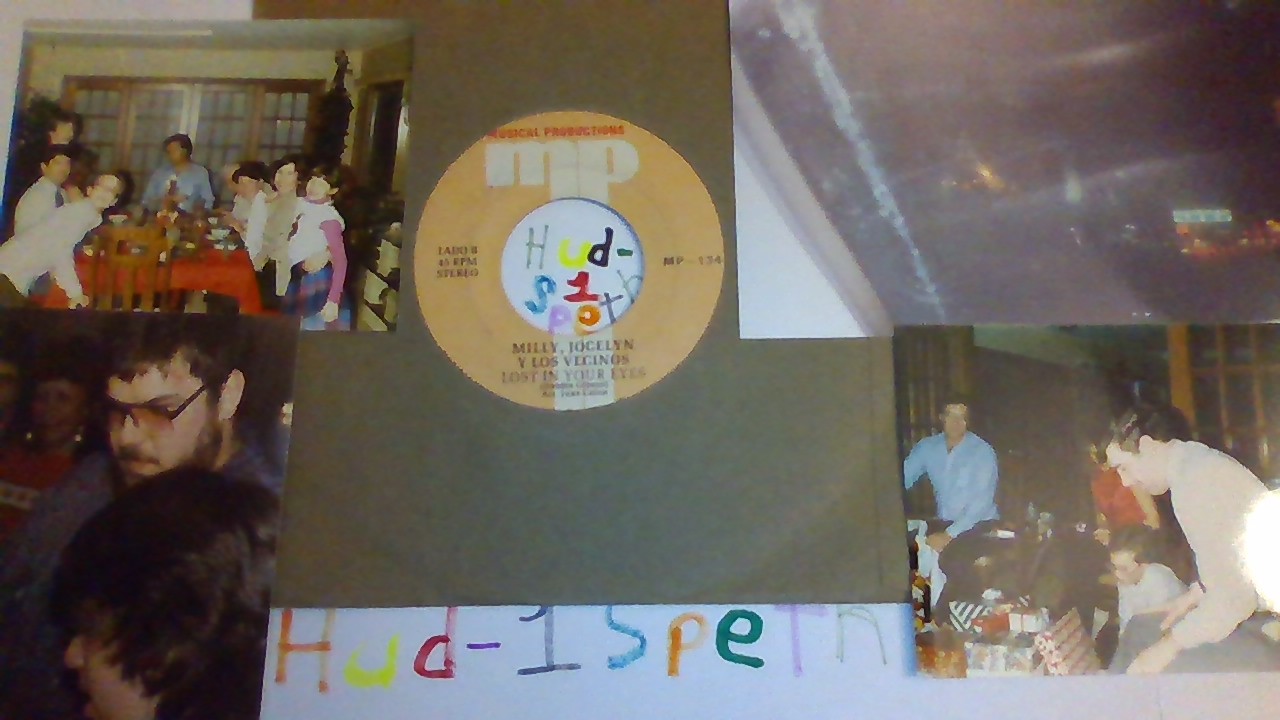 MUSICAL PRODUCTIONS
mp
LADO B
45 RPM
STEREO
MP-134
Hud-
1
Speth
MILLY, JOCELYN
Y LOS VECINOS
LOST IN YOUR EYES
Hud-1Speth